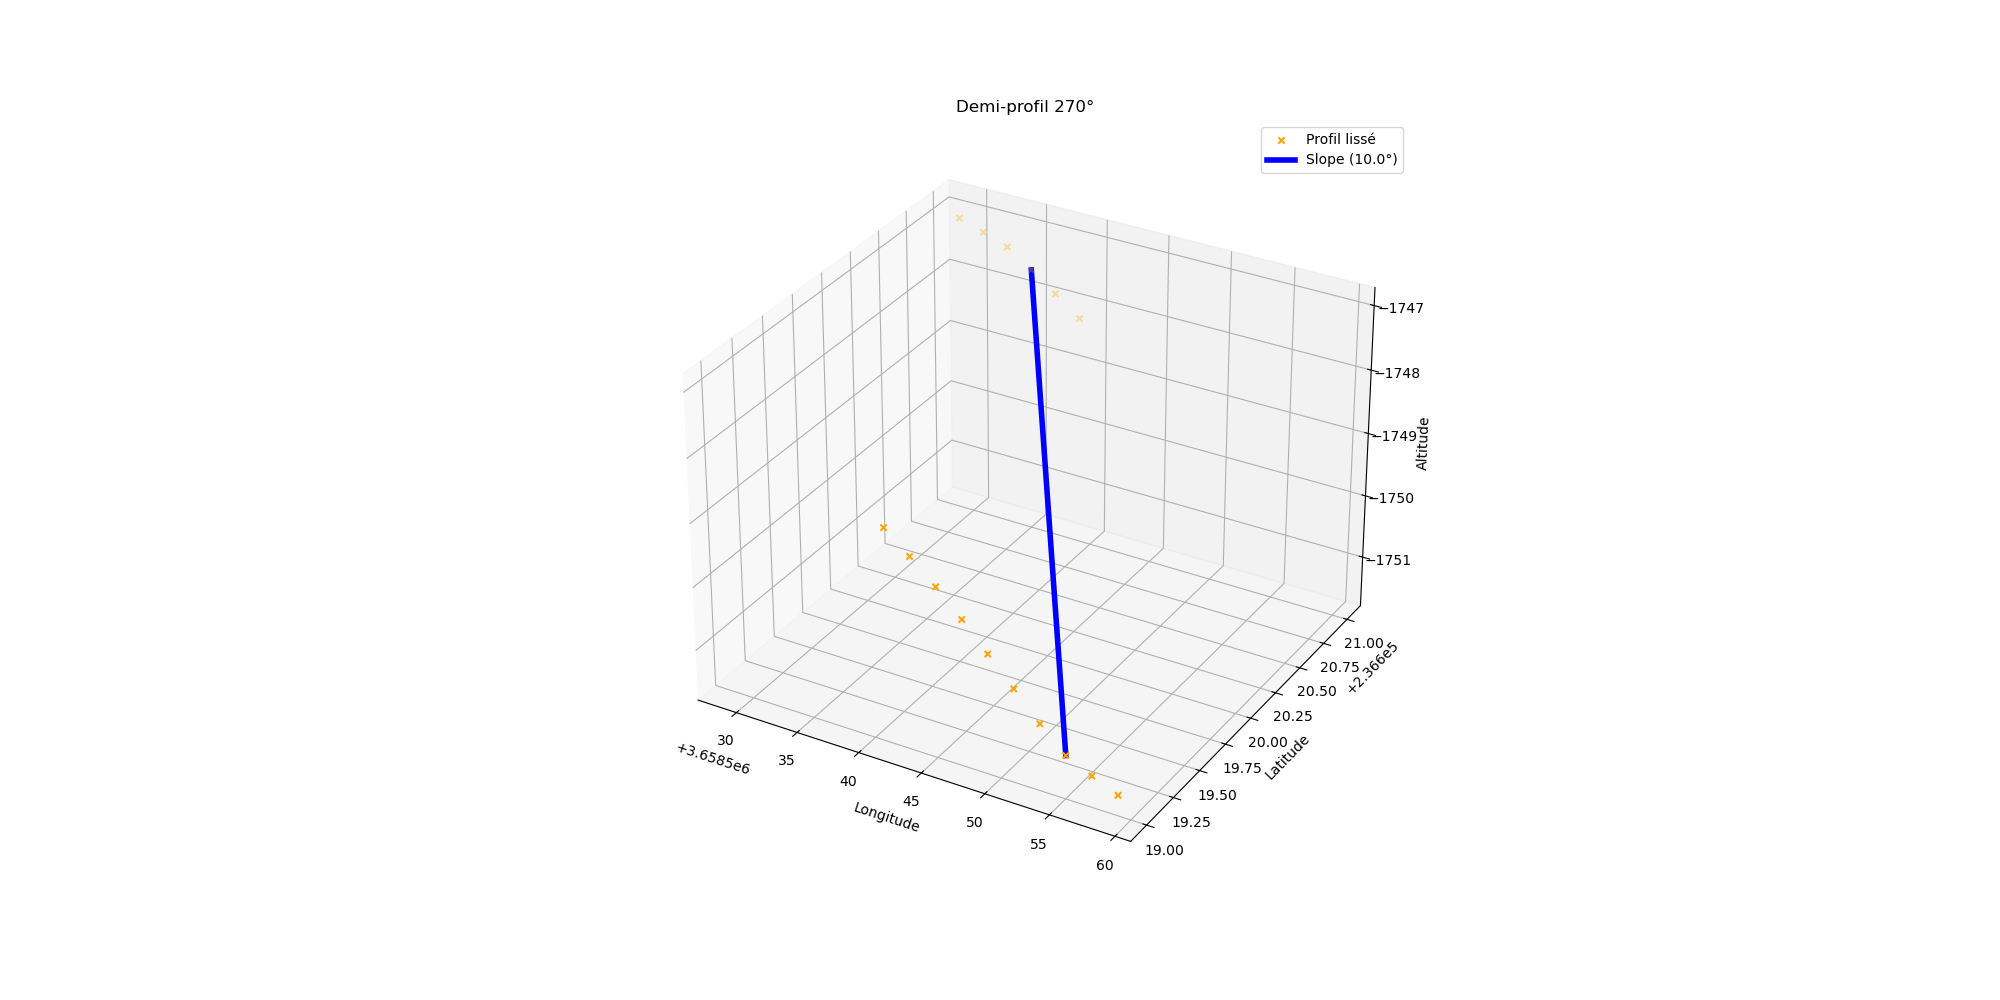 Demi-profil 270°
Profil lissé
Slope (10.0°)
−1747
−1748
−1749
−1750
−1751
Altitude
21.00
20.75
20.50
20.25
20.00
19.75
19.50
19.25
19.00
+2.366e5
Latitude
30
35
40
45
50
55
60
+3.6585e6
Longitude